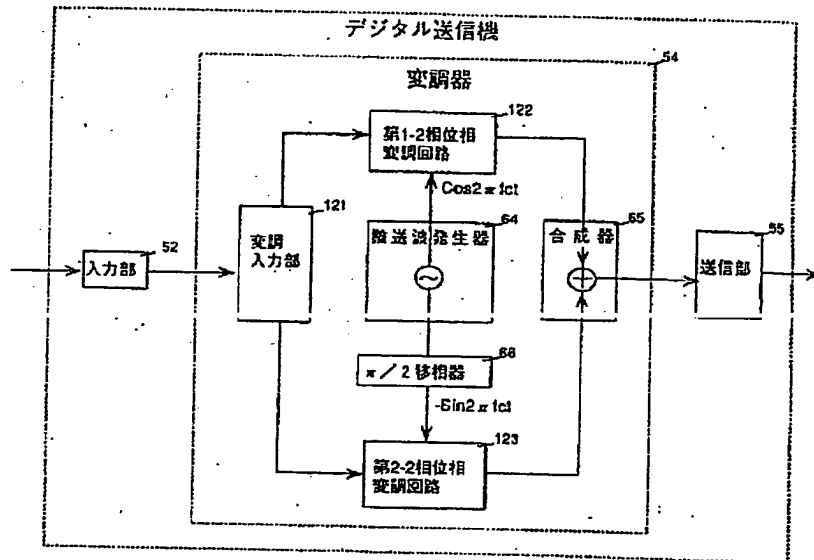 デジタル送信機
54
変調器
122
第1-2相位相
変調回路
Cos2πfct
121
変調
入力部
64
搬送波発生器
65
合成器
55
送信部
52
入力部
66
π/2移相器
-Sin2πfct
123
第2-2相位相
変調回路